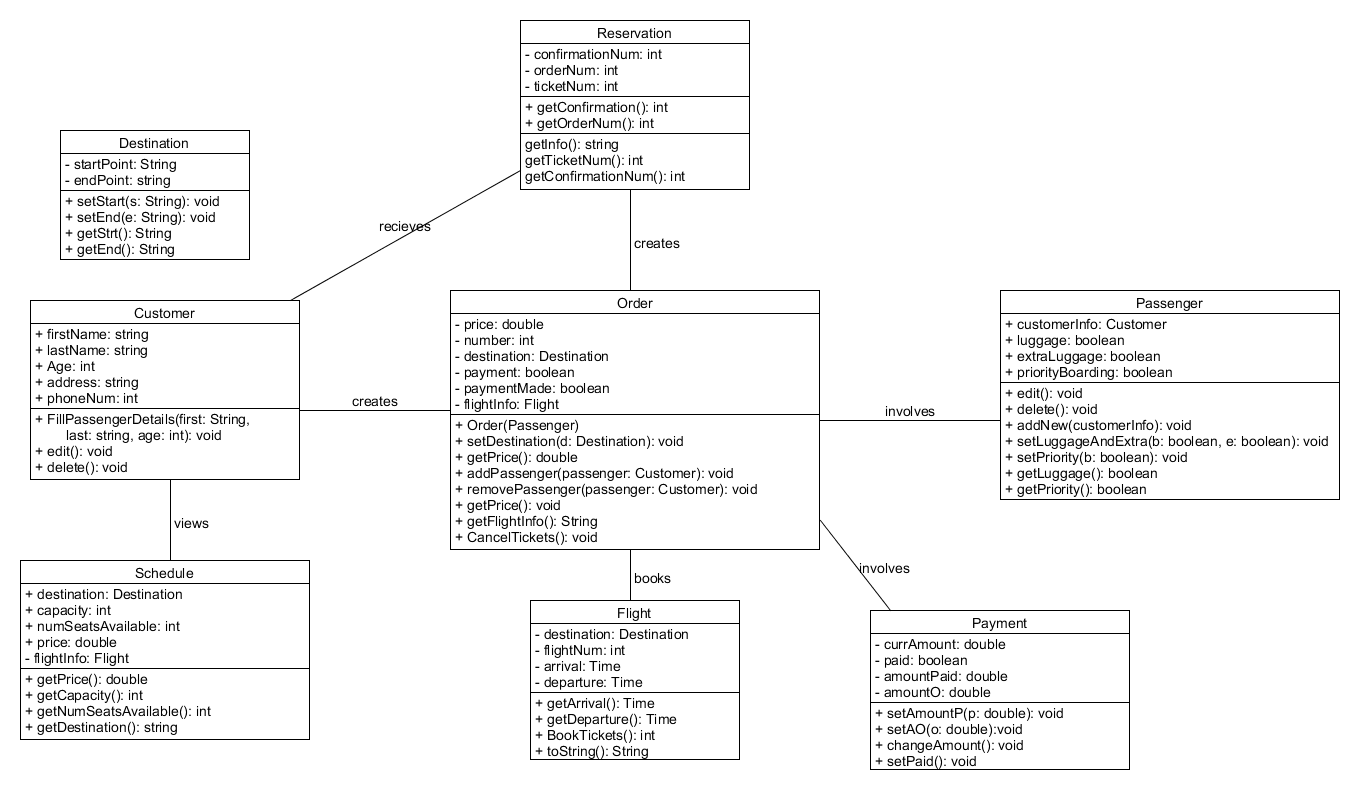 Reservation
- confirmationNum: int
- orderNum: int
- ticketNum: int
+ getConfirmation(): int
+ getOrderNum(): int
getInfo(): string
getTicketNum(): int
getConfirmationNum(): int
Destination
- startPoint: String
- endPoint: string
+ setStart(s: String): void
+ setEnd(e: String): void
+ getStrt(): String
+ getEnd(): String
recieves
creates
Customer
+ firstName: string
+ lastName: string
+ Age: int
+ address: string
+ phoneNum: int
+ FillPassengerDetails(first: String,
last: string, age: int): void
+ edit(): void
+ delete(): void
creates
Order
- price: double
- number: int
- destination: Destination
- payment: boolean
- paymentMade: boolean
- flightInfo: Flight
+ Order(Passenger)
+ setDestination(d: Destination): void
+ getPrice(): double
+ addPassenger(passenger: Customer): void
+ removePassenger(passenger: Customer): void
+ getPrice(): void
+ getFlightInfo(): String
+ CancelTickets(): void
involves
Passenger
+ customerInfo: Customer
+ luggage: boolean
+ extraLuggage: boolean
+ priorityBoarding: boolean
+ edit(): void
+ delete(): void
+ addNew(customerInfo): void
+ setLuggageAndExtra(b: boolean, e: boolean): void
+ setPriority(b: boolean): void
+ getLuggage(): boolean
+ getPriority(): boolean
views
books
involves
Schedule
+ destination: Destination
+ capacity: int
+ numSeatsAvailable: int
+ price: double
- flightInfo: Flight
+ getPrice(): double
+ getCapacity(): int
+ getNumSeatsAvailable(): int
+ getDestination(): string
Flight
- destination: Destination
- flightNum: int
- arrival: Time
- departure: Time
+ getArrival(): Time
+ getDeparture(): Time
+ BookTickets(): int
+ toString(): String
Payment
- currAmount: double
- paid: boolean
- amountPaid: double
- amountO: double
+ setAmountP(p: double): void
+ setAO(o: double):void
+ changeAmount(): void
+ setPaid(): void